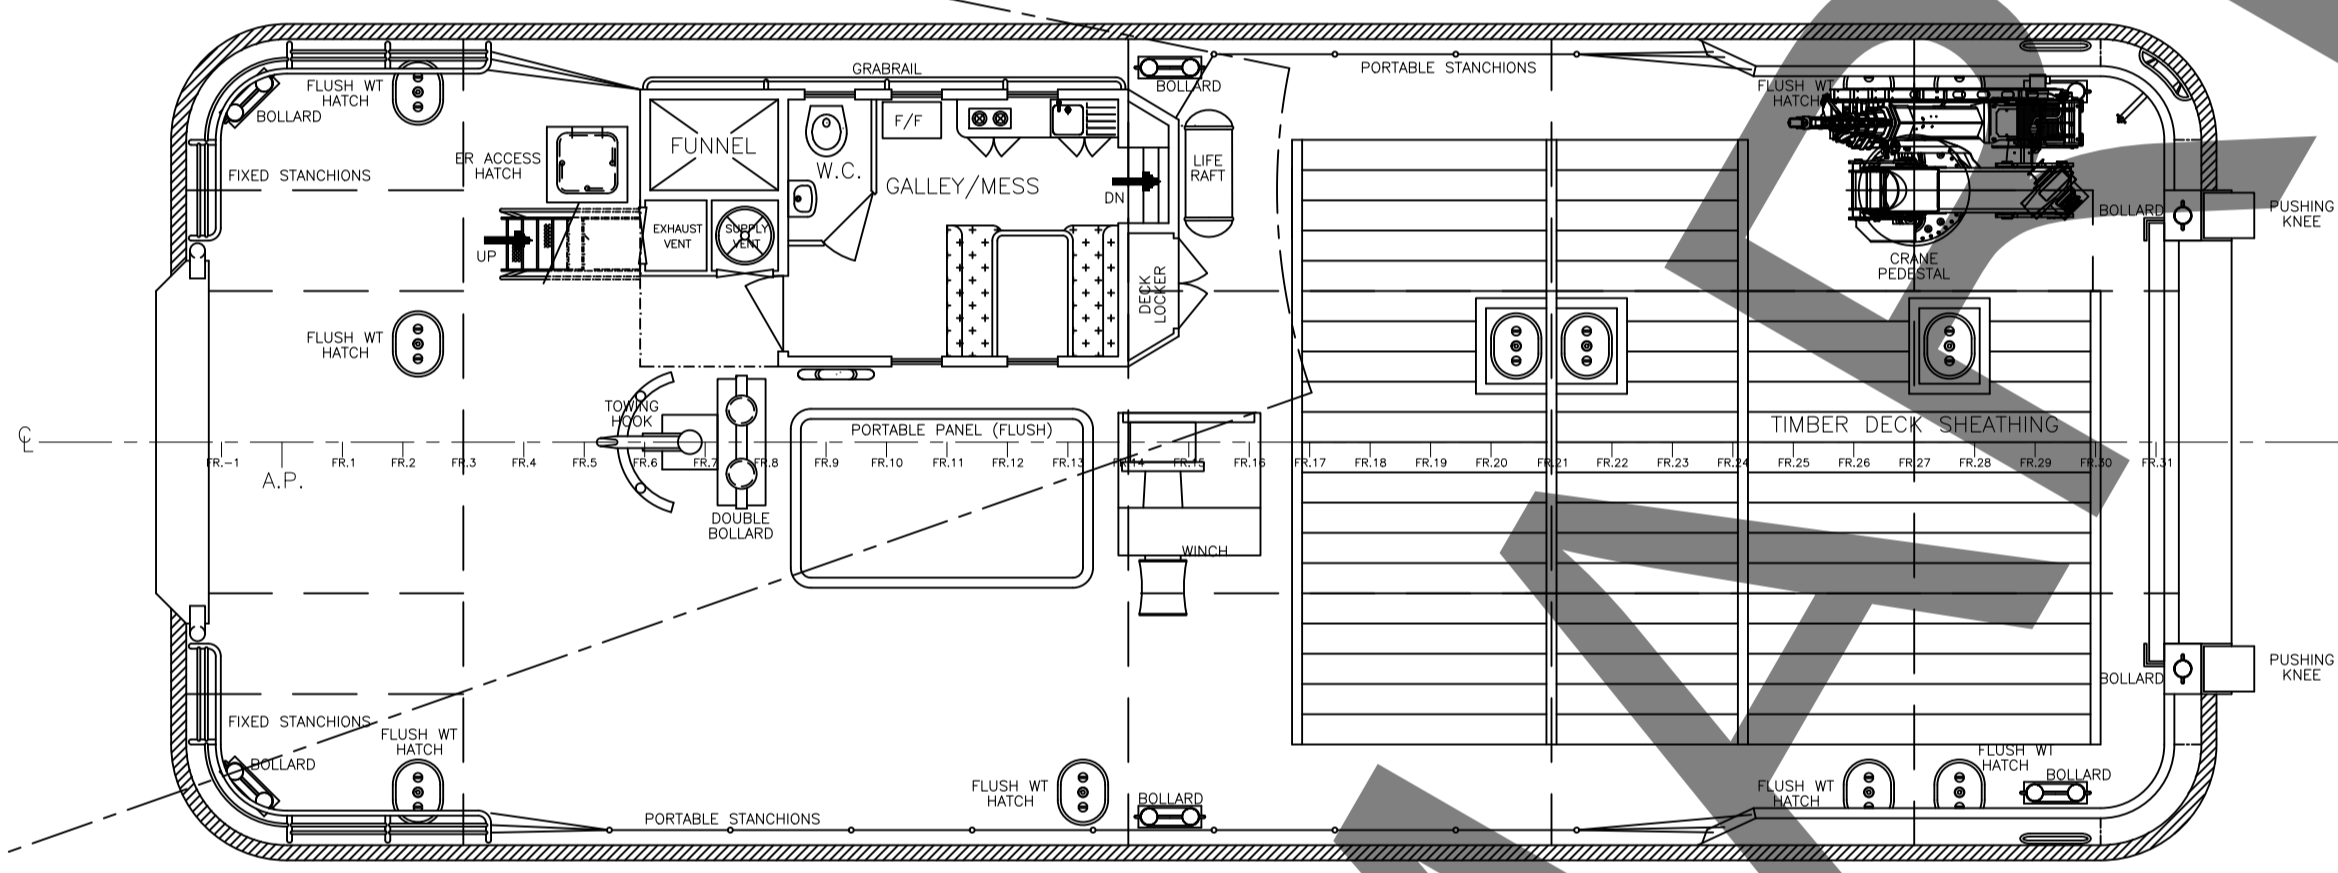 GRABRAIL
PORTABLE STANCHIONS
BOLLARD
FLUSH WT
HATCH
BOLLARD
FLUSH WT
HATCH
F/F
FUNNEL
W.C.
GALLEY/MESS
ER ACCESS
HATCH
FIXED STANCHIONS
LIFE
RAFT
DN
EXHAUST
VENT
SUPPLY
VENT
UP
BOLLARD
PUSHING
KNEE
CRANE
PEDESTAL
DECK
LOCKER
FLUSH WT
HATCH
TOWING
HOOK
PORTABLE PANEL (FLUSH)
TIMBER DECK SHEATHING
FR.-1
A.P.
FR.1
FR.2
FR.3
FR.4
FR.5
FR.6
FR.7
FR.8
FR.9
FR.10
FR.11
FR.12
FR.13
FR.14
FR.15
FR.16
FR.17
FR.18
FR.19
FR.20
FR.21
FR.22
FR.23
FR.24
FR.25
FR.26
FR.27
FR.28
FR.29
FR.30
FR.31
DOUBLE
BOLLARD
WINCH
BOLLARD
PUSHING
KNEE
FIXED STANCHIONS
FLUSH WT
HATCH
BOLLARD
FLUSH WT
HATCH
BOLLARD
FLUSH WT
HATCH
FLUSH WT
HATCH
BOLLARD
PORTABLE STANCHIONS